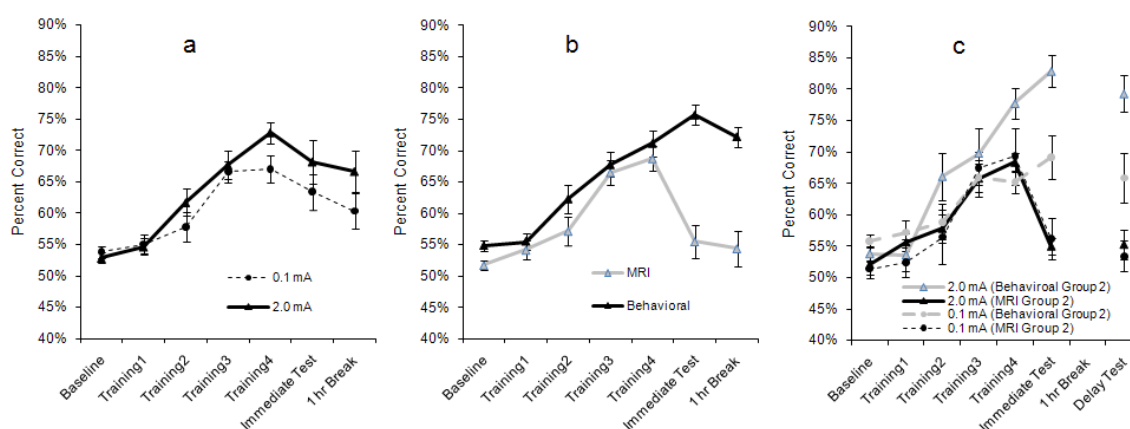 a
Percent Correct
90%
85%
80%
75%
70%
65%
60%
55%
50%
45%
40%
0.1 mA
2.0 mA
Baseline
Training1
Training2
Training3
Training4
Immediate Test
1 hr Break
b
Percent Correct
90%
85%
80%
75%
70%
65%
60%
55%
50%
45%
40%
MRI
Behavioral
Baseline
Training1
Training2
Training3
Training4
Immediate Test
1 hr Break
c
Percent Correct
90%
85%
80%
75%
70%
65%
60%
55%
50%
45%
40%
2.0 mA (Behaviroal Group 2)
2.0 mA (MRI Group 2)
0.1 mA (Behavioral Group 2)
0.1 mA (MRI Group 2)
Baseline
Training1
Training2
Training3
Training4
Immediate Test
1 hr Break
Delay Test